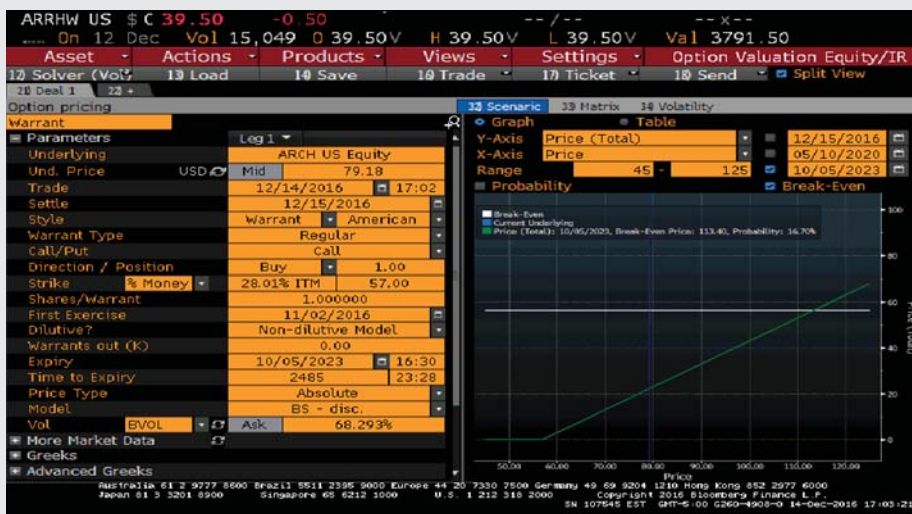 ARRHW US $ C 39.50 -0.50 -- / -- -- x --
On 12 Dec Vol 15,049 O 39.50V H 39.50V L 39.50V Val 3791.50
Asset Actions Products Views Settings Option Valuation Equity/IR
12) Solver (Vol) 13) Load 14) Save 16) Trade 17) Ticket 18) Send Split View
21) Deal 1 22) +
Option pricing
Warrant
Parameters Leg 1
Underlying ARCH US Equity
Und. Price USD Mid 79.18
Trade 12/14/2016 17:02
Settle 12/15/2016
Style Warrant American
Warrant Type Regular
Call/Put Call
Direction / Position Buy 1.00
Strike % Money 28.01% ITM 57.00
Shares/Warrant 1.000000
First Exercise 11/02/2016
Dilutive? Non-dilutive Model
Warrants out (K) 0.00
Expiry 10/05/2023 16:30
Time to Expiry 2485 23:28
Price Type Absolute
Model BS - disc.
Vol BVOL Ask 68.293%
More Market Data
Greeks
Advanced Greeks
32) Scenario 33) Matrix 34) Volatility
Graph Table
Y-Axis Price (Total) 12/15/2016
X-Axis Price 05/10/2020
Range 45 - 125 10/05/2023
Probability Break-Even
Break-Even
Current Underlying
Price (Total): 10/05/2023, Break-Even Price: 113.40, Probability: 16.70%
100
80
60
40
20
0
Price (Total)
50.00 60.00 70.00 80.00 90.00 100.00 110.00 120.00
Price
Australia 61 2 9777 8600 Brazil 5511 2395 9000 Europe 44 20 7330 7500 Germany 49 69 9204 1210 Hong Kong 852 2977 6000
Japan 81 3 3201 8900 Singapore 65 6212 1000 U.S. 1 212 318 2000 Copyright 2016 Bloomberg Finance L.P.
SN 107545 EST GMT-5:00 G260-4908-0 14-Dec-2016 17:03:21